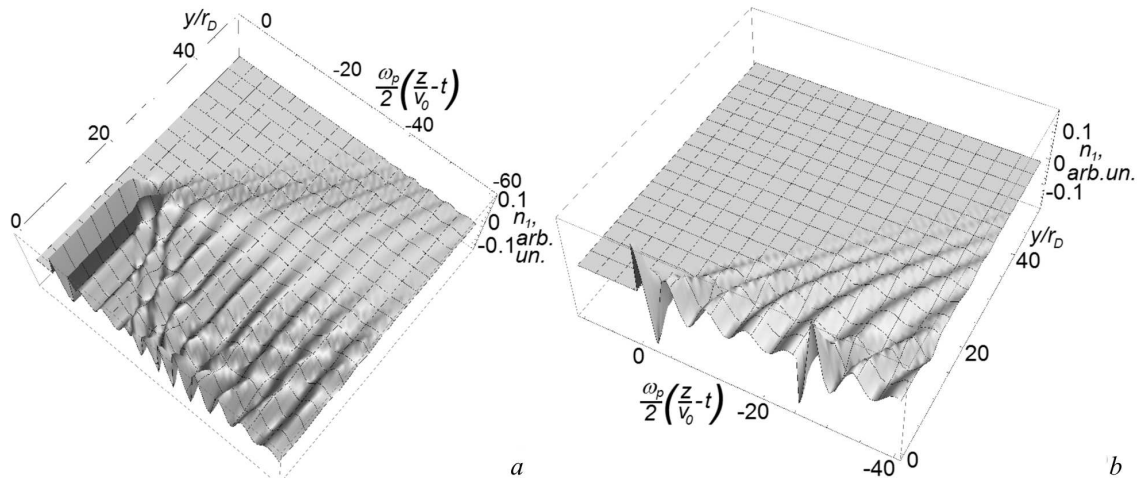 y/r_D
0
40
-20
ω_p/2 (z/v_0 -t)
-40
20
0
-60
0.1
n_1,
0
arb.
-0.1
un.
a
0.1
n_1,
0
arb.un.
-0.1
y/r_D
40
20
0
0
ω_p/2 (z/v_0 -t)
-20
-40
b